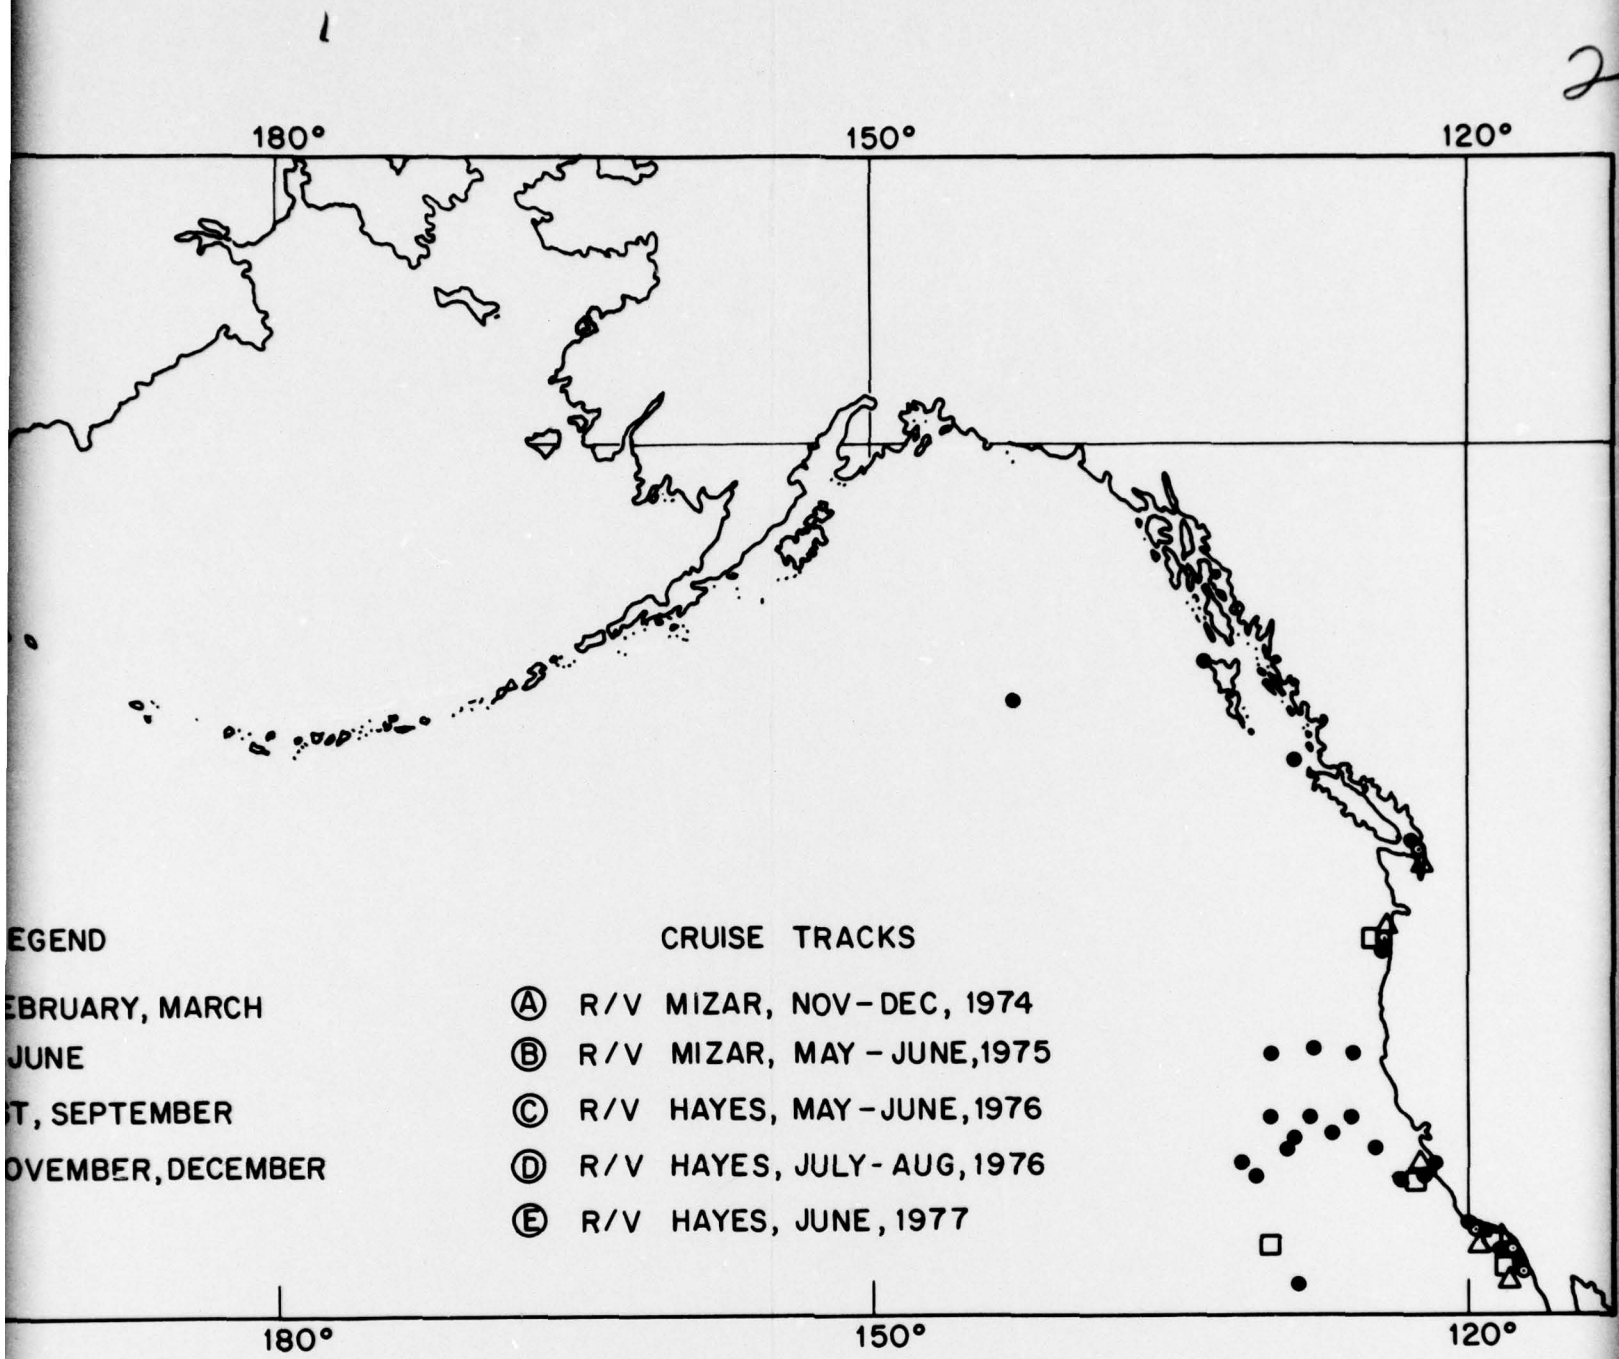 1
2
180° 150° 120°
EGEND
EBRUARY, MARCH
JUNE
ST, SEPTEMBER
OVEMBER, DECEMBER
CRUISE TRACKS
Ⓐ R/V MIZAR, NOV-DEC, 1974
Ⓑ R/V MIZAR, MAY-JUNE, 1975
Ⓒ R/V HAYES, MAY-JUNE, 1976
Ⓓ R/V HAYES, JULY-AUG, 1976
Ⓔ R/V HAYES, JUNE, 1977
180° 150° 120°